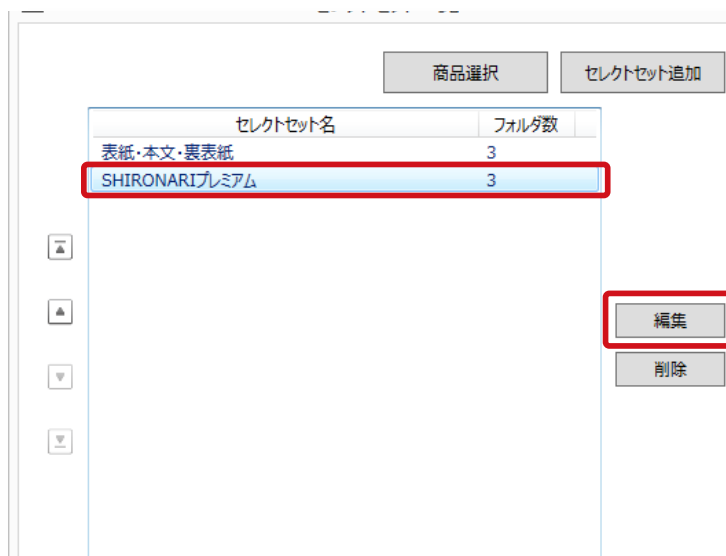 商品選択 セレクトセット追加
セレクトセット名 フォルダ数
表紙・本文・裏表紙 3
SHIRONARIプレミアム 3
編集
削除